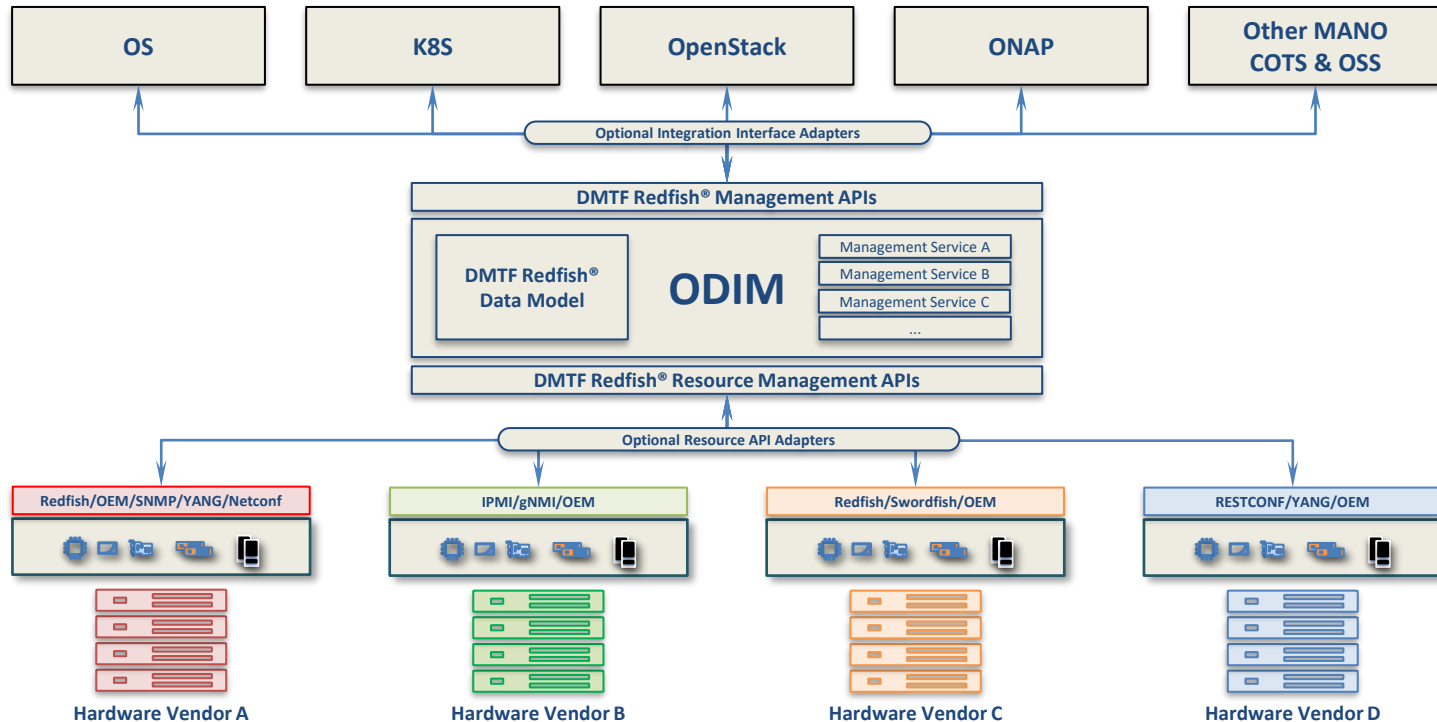 OS
K8S
OpenStack
ONAP
Other MANO
COTS & OSS
Optional Integration Interface Adapters
DMTF Redfish® Management APIs
DMTF Redfish®
Data Model
ODIM
Management Service A
Management Service B
Management Service C
...
DMTF Redfish® Resource Management APIs
Optional Resource API Adapters
Redfish/OEM/SNMP/YANG/Netconf
IPMI/gNMI/OEM
Redfish/Swordfish/OEM
RESTCONF/YANG/OEM
Hardware Vendor A
Hardware Vendor B
Hardware Vendor C
Hardware Vendor D